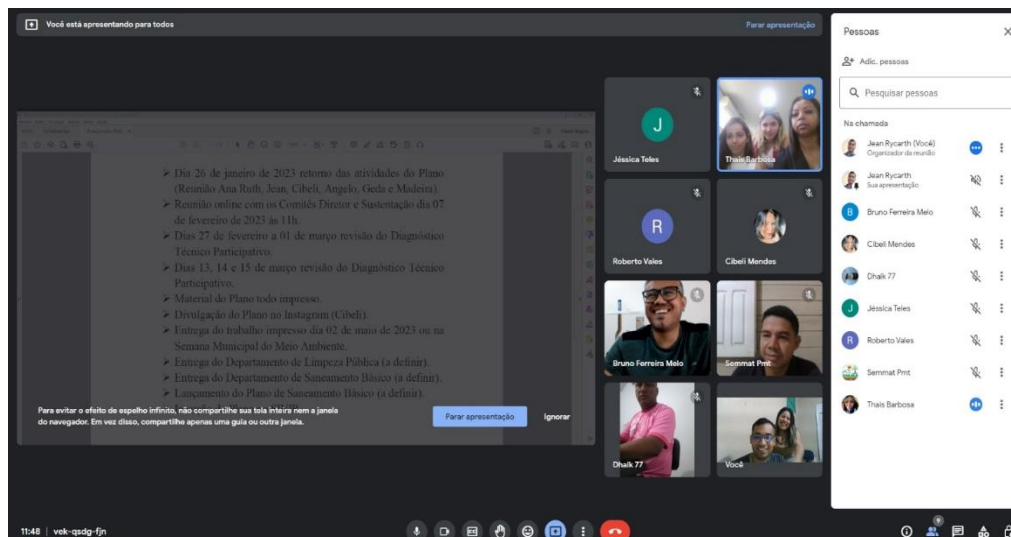 Você está apresentando para todos
Parar apresentação
➤ Dia 26 de janeiro de 2023 retorno das atividades do Plano
(Reunião Ana Ruth, Jean, Cibeli, Angelo, Geda e Madeira).
➤ Reunião online com os Comitês Diretor e Sustentação dia 07
de fevereiro de 2023 às 11h.
➤ Dias 27 de fevereiro a 01 de março revisão do Diagnóstico
Técnico Participativo.
➤ Dias 13, 14 e 15 de março revisão do Diagnóstico Técnico
Participativo.
➤ Material do Plano todo impresso.
➤ Divulgação do Plano no Instagram (Cibeli).
➤ Entrega do trabalho impresso dia 02 de maio de 2023 ou na
Semana Municipal do Meio Ambiente.
➤ Entrega do Departamento de Limpeza Pública (a definir).
➤ Entrega do Departamento de Saneamento Básico (a definir).
➤ Lançamento do Plano de Saneamento Básico (a definir).
Para evitar o efeito de espelho infinito, não compartilhe sua tela inteira nem a janela
do navegador. Em vez disso, compartilhe apenas uma guia ou outra janela.
Parar apresentação
Ignorar
J
Jéssica Teles
Thais Barbosa
R
Roberto Vales
Cibeli Mendes
Bruno Ferreira Melo
Semmat Pmt
Dhalk 77
Você
Pessoas
Adic. pessoas
Pesquisar pessoas
Na chamada
Jean Rycarth (Você)
Organizador da reunião
Jean Rycarth
Sua apresentação
B
Bruno Ferreira Melo
Cibeli Mendes
Dhalk 77
J
Jéssica Teles
R
Roberto Vales
Semmat Pmt
Thais Barbosa
11:48 | vek-qsdg-fjn
9